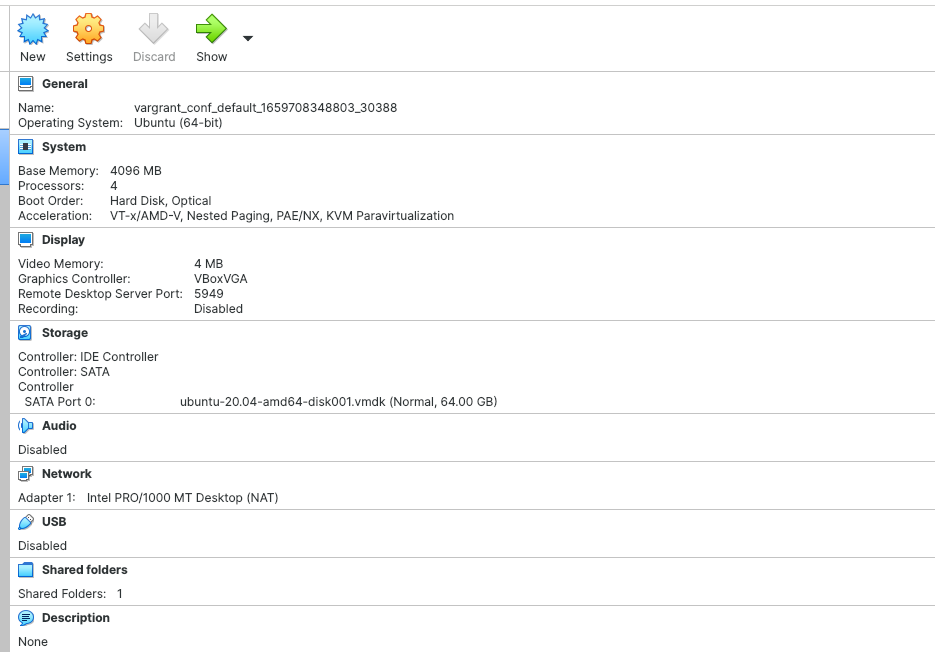 New Settings Discard Show
General
Name: vargrant_conf_default_1659708348803_30388
Operating System: Ubuntu (64-bit)
System
Base Memory: 4096 MB
Processors: 4
Boot Order: Hard Disk, Optical
Acceleration: VT-x/AMD-V, Nested Paging, PAE/NX, KVM Paravirtualization
Display
Video Memory: 4 MB
Graphics Controller: VBoxVGA
Remote Desktop Server Port: 5949
Recording: Disabled
Storage
Controller: IDE Controller
Controller: SATA
Controller
SATA Port 0: ubuntu-20.04-amd64-disk001.vmdk (Normal, 64.00 GB)
Audio
Disabled
Network
Adapter 1: Intel PRO/1000 MT Desktop (NAT)
USB
Disabled
Shared folders
Shared Folders: 1
Description
None